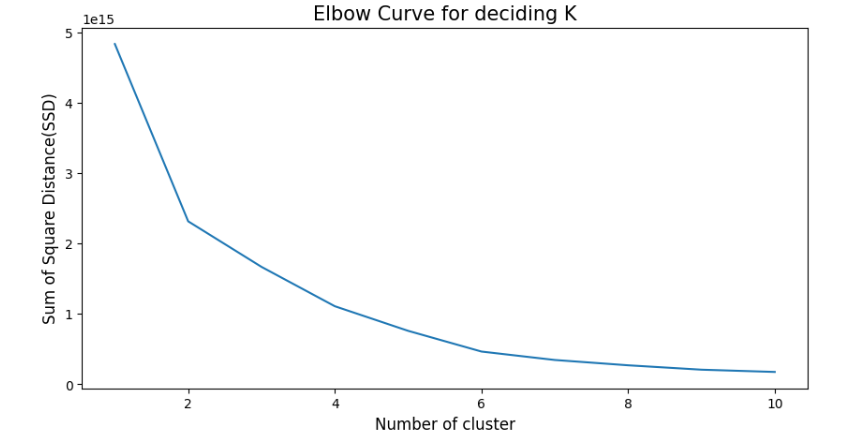 Elbow Curve for deciding K
1e15
5
4
3
2
1
0
Sum of Square Distance(SSD)
2 4 6 8 10
Number of cluster